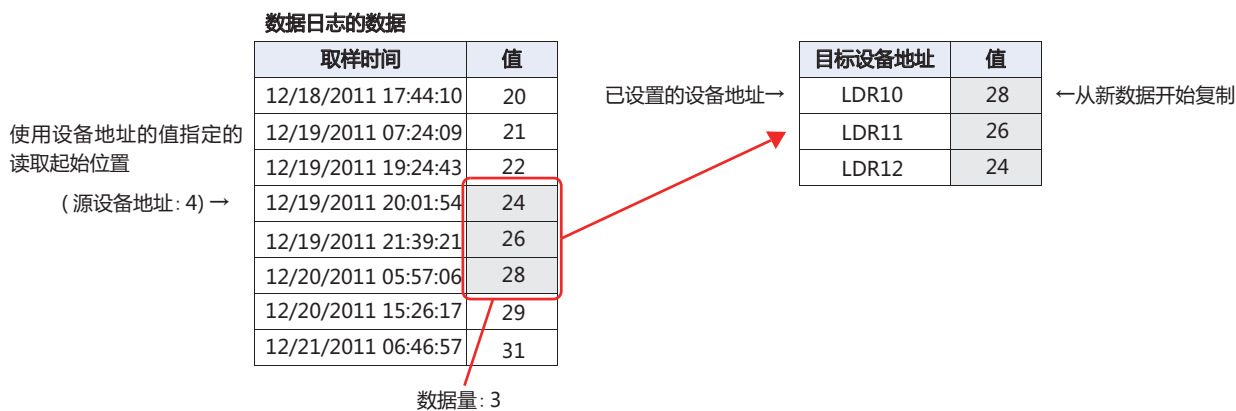 数据日志的数据
取样时间 值
12/18/2011 17:44:10 20
12/19/2011 07:24:09 21
12/19/2011 19:24:43 22
12/19/2011 20:01:54 24
12/19/2011 21:39:21 26
12/20/2011 05:57:06 28
12/20/2011 15:26:17 29
12/21/2011 06:46:57 31
使用设备地址的值指定的
读取起始位置
(源设备地址: 4) →
数据量: 3
目标设备地址 值
已设置的设备地址→ LDR10 28 ←从新数据开始复制
LDR11 26
LDR12 24